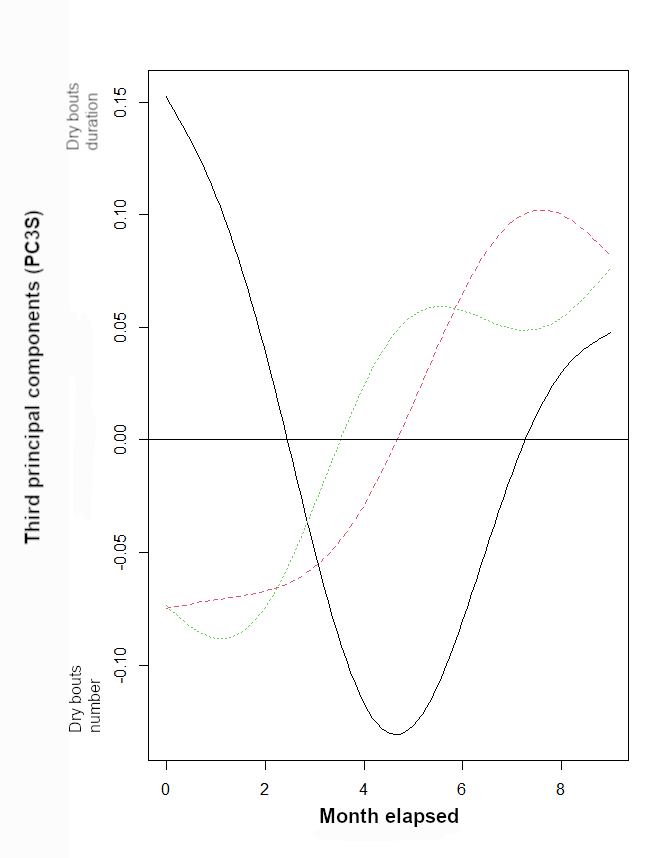 Dry bouts
duration
Third principal components (PC3S)
Dry bouts
number
0.15
0.10
0.05
0.00
-0.05
-0.10
0 2 4 6 8
Month elapsed